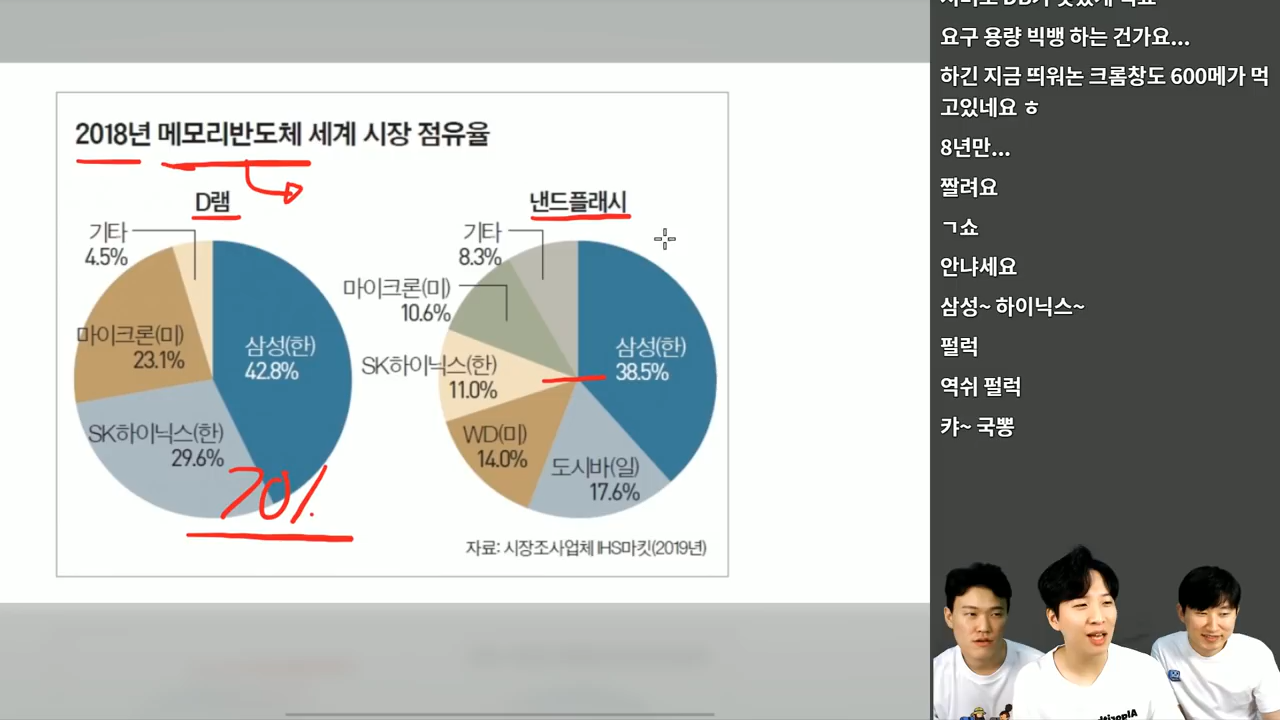 2018년 메모리반도체 세계 시장 점유율
D램
기타
4.5%
마이크론(미)
23.1%
삼성(한)
42.8%
SK하이닉스(한)
29.6%
70%
낸드플래시
기타
8.3%
마이크론(미)
10.6%
SK하이닉스(한)
11.0%
삼성(한)
38.5%
WD(미)
14.0%
도시바(일)
17.6%
자료: 시장조사업체 IHS마킷(2019년)
요구 용량 빅뱅 하는 건가요...
하긴 지금 띄워논 크롬창도 600메가 먹
고있네요 ㅎ
8년만...
짤려요
ㄱ쇼
안냐세요
삼성~ 하이닉스~
펄럭
역쉬 펄럭
캬~ 국뽕